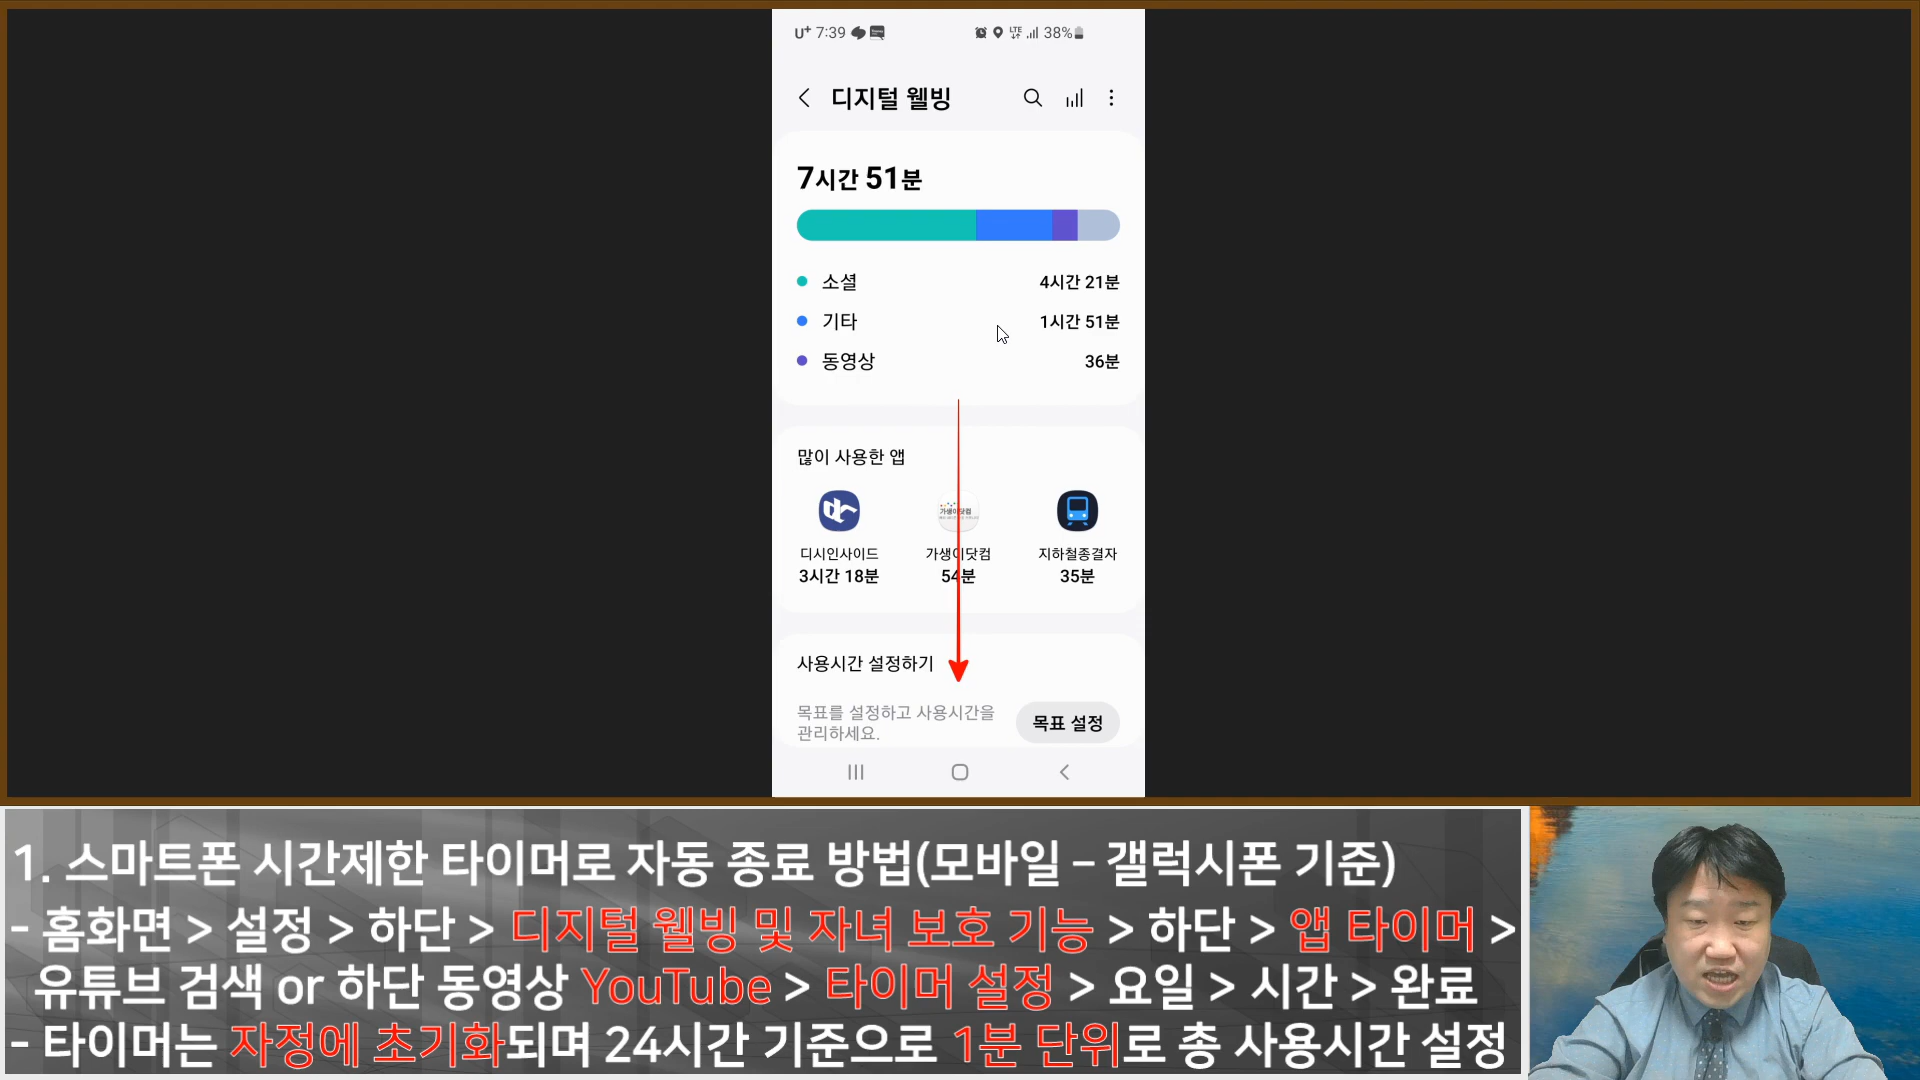 U+ 7:39 LTE 38%
디지털 웰빙
7시간 51분
소셜 4시간 21분
기타 1시간 51분
동영상 36분
많이 사용한 앱
가생이닷컴
디시인사이드 가생이닷컴 지하철종결자
3시간 18분 54분 35분
사용시간 설정하기
목표를 설정하고 사용시간을
관리하세요.
목표 설정
1. 스마트폰 시간제한 타이머로 자동 종료 방법(모바일 – 갤럭시폰 기준)
- 홈화면 > 설정 > 하단 > 디지털 웰빙 및 자녀 보호 기능 > 하단 > 앱 타이머 >
유튜브 검색 or 하단 동영상 YouTube > 타이머 설정 > 요일 > 시간 > 완료
- 타이머는 자정에 초기화되며 24시간 기준으로 1분 단위로 총 사용시간 설정